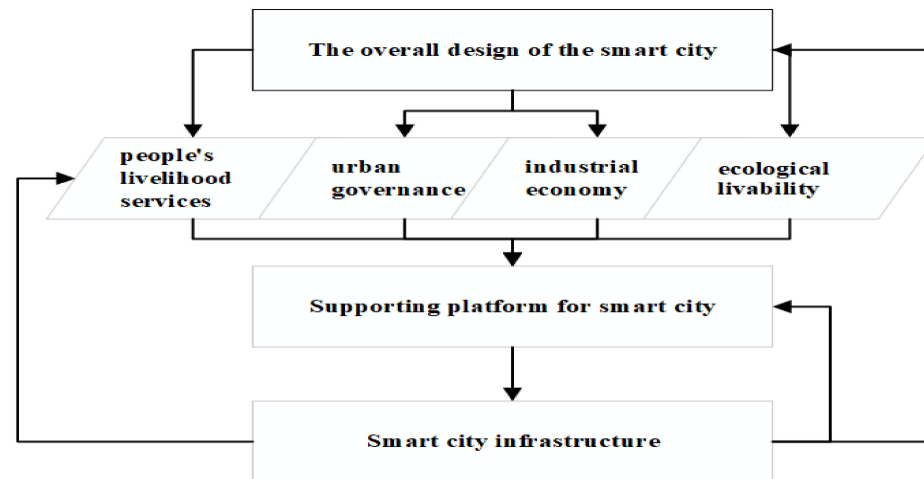 The overall design of the smart city
people's
livelihood
services
urban
governance
industrial
economy
ecological
livability
Supporting platform for smart city
Smart city infrastructure